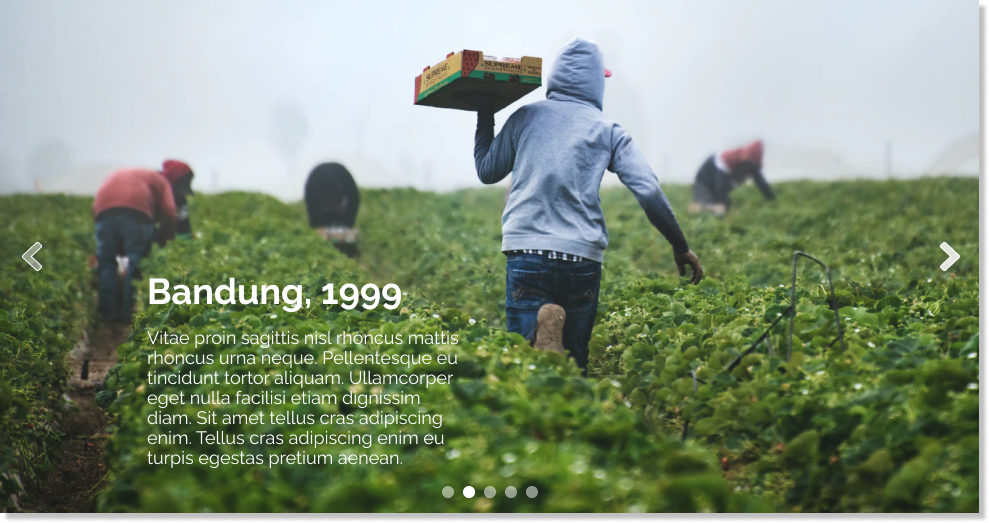 SUPREME
SUPREME
Bandung, 1999
Vitae proin sagittis nisl rhoncus mattis
rhoncus urna neque. Pellentesque eu
tincidunt tortor aliquam. Ullamcorper
eget nulla facilisi etiam dignissim
diam. Sit amet tellus cras adipiscing
enim. Tellus cras adipiscing enim eu
turpis egestas pretium aenean.